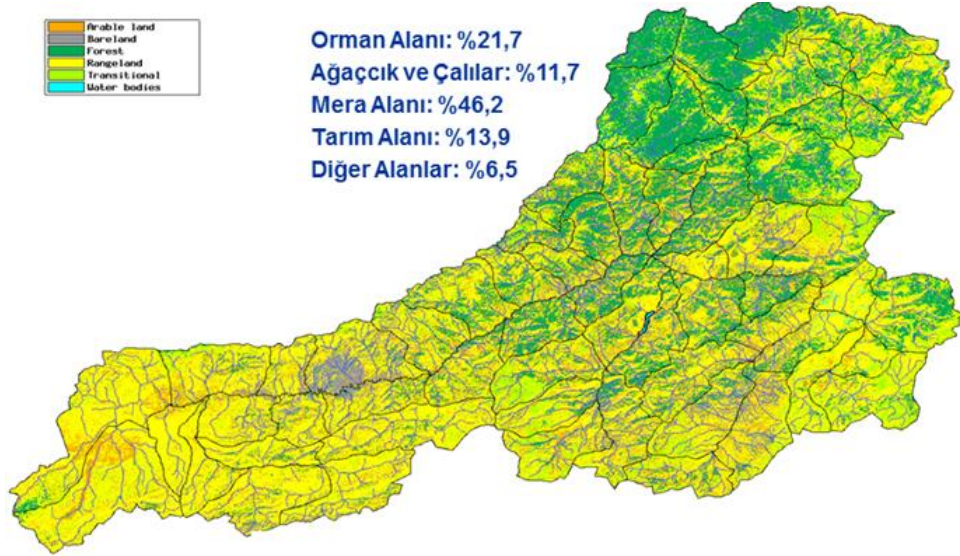 Arable land
Bareland
Forest
Rangeland
Transitional
Water bodies
Orman Alanı: %21,7
Ağaççık ve Çalılar: %11,7
Mera Alanı: %46,2
Tarım Alanı: %13,9
Diğer Alanlar: %6,5